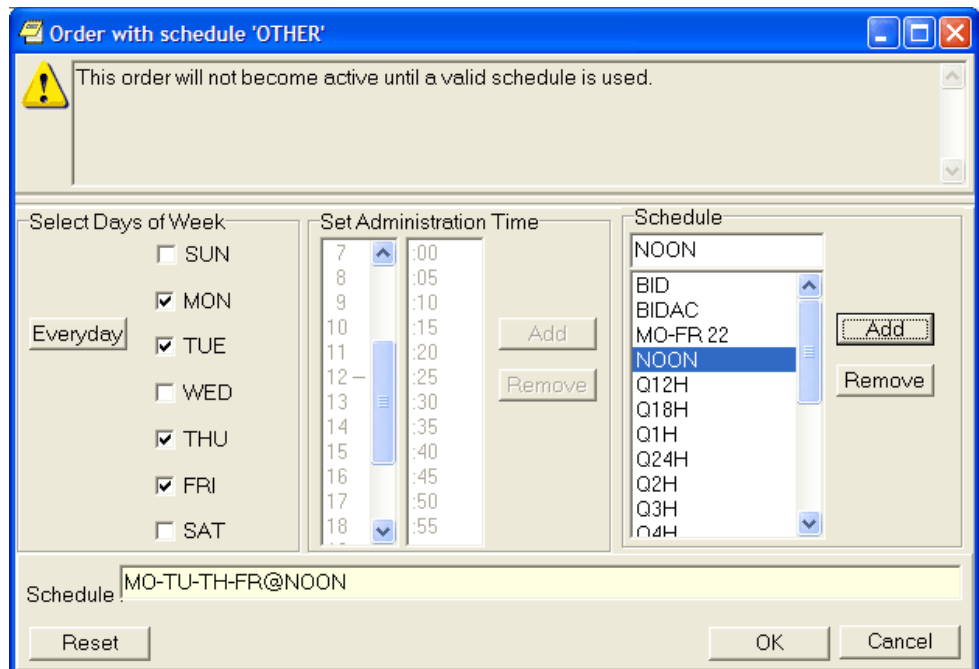 Order with schedule 'OTHER'
This order will not become active until a valid schedule is used.
Select Days of Week
SUN
MON
Everyday
TUE
WED
THU
FRI
SAT
Set Administration Time
7
8
9
10
11
12 –
13
14
15
16
17
18
:00
:05
:10
:15
:20
:25
:30
:35
:40
:45
:50
:55
Add
Remove
Schedule
NOON
BID
BIDAC
MO-FR 22
NOON
Q12H
Q18H
Q1H
Q24H
Q2H
Q3H
Q4H
Add
Remove
Schedule : MO-TU-TH-FR@NOON
Reset
OK
Cancel